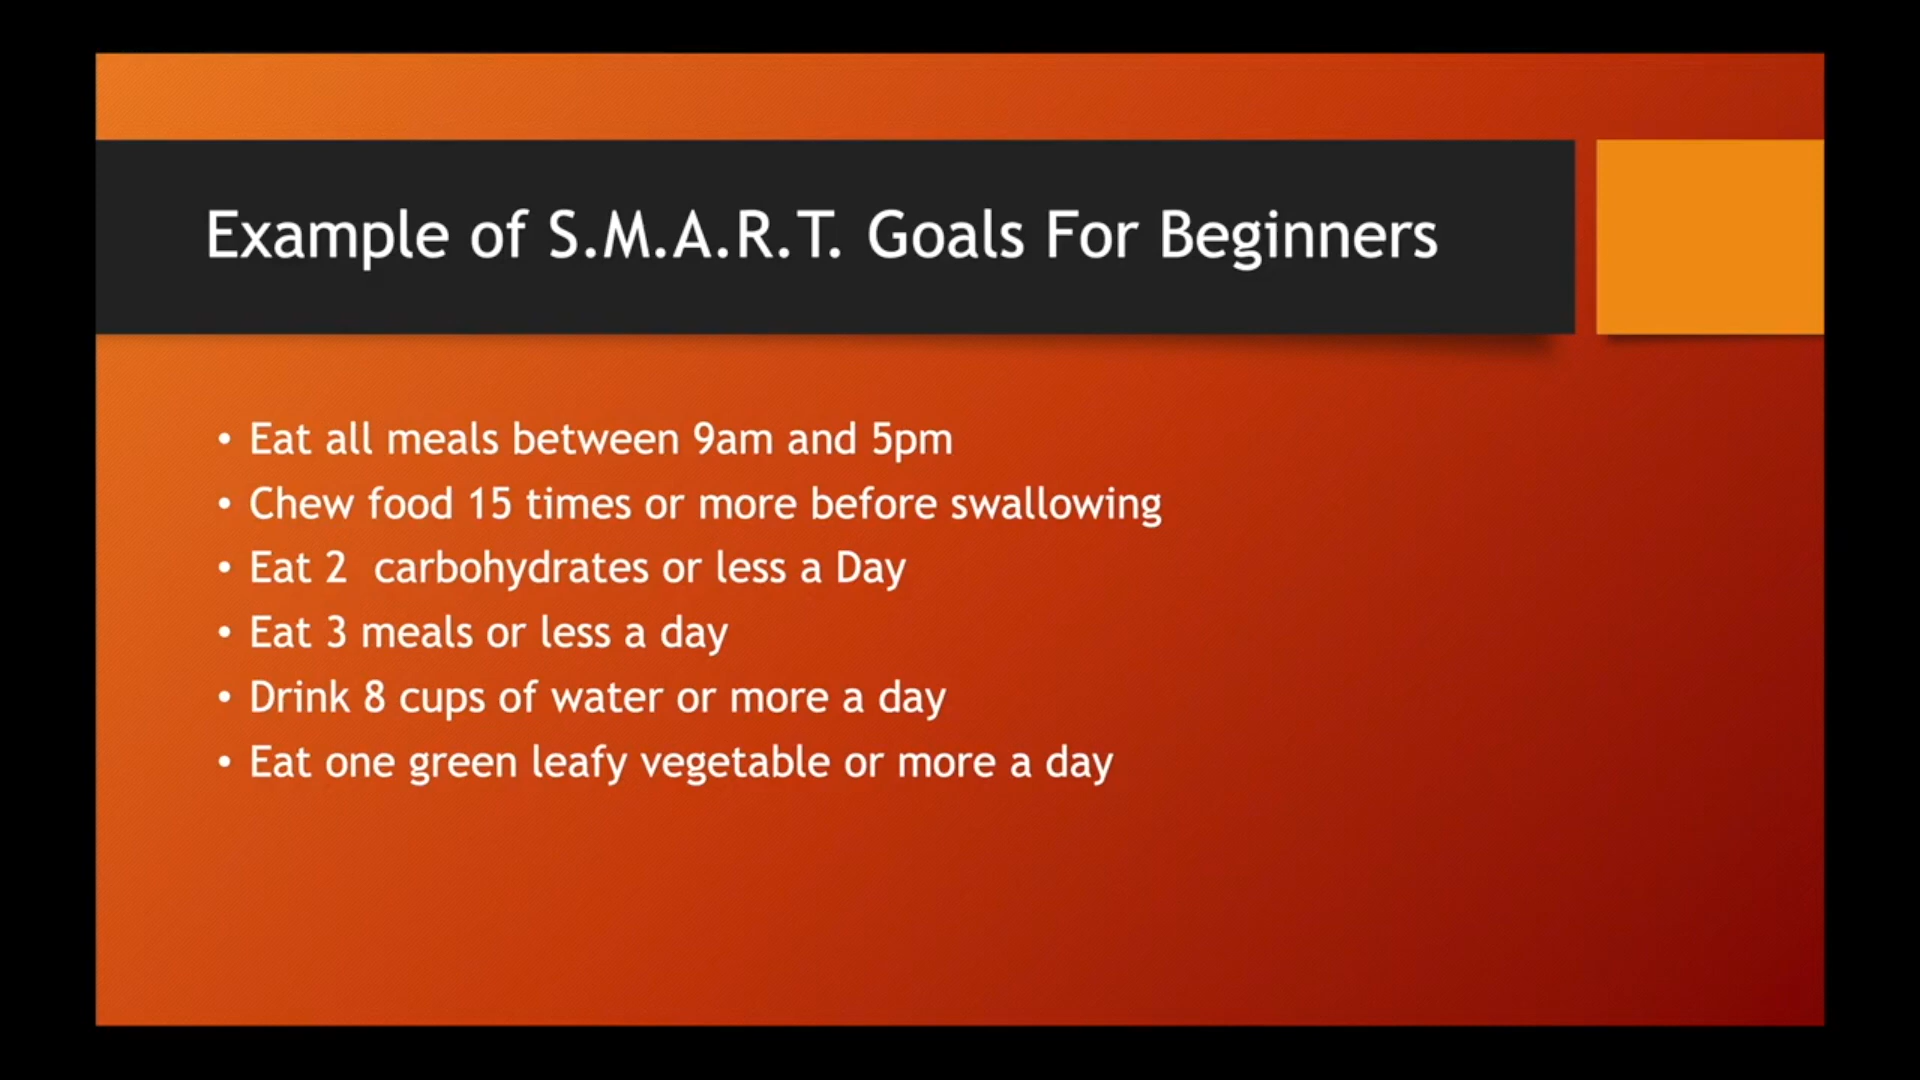 Example of S.M.A.R.T. Goals For Beginners
• Eat all meals between 9am and 5pm
• Chew food 15 times or more before swallowing
• Eat 2  carbohydrates or less a Day
• Eat 3 meals or less a day
• Drink 8 cups of water or more a day
• Eat one green leafy vegetable or more a day